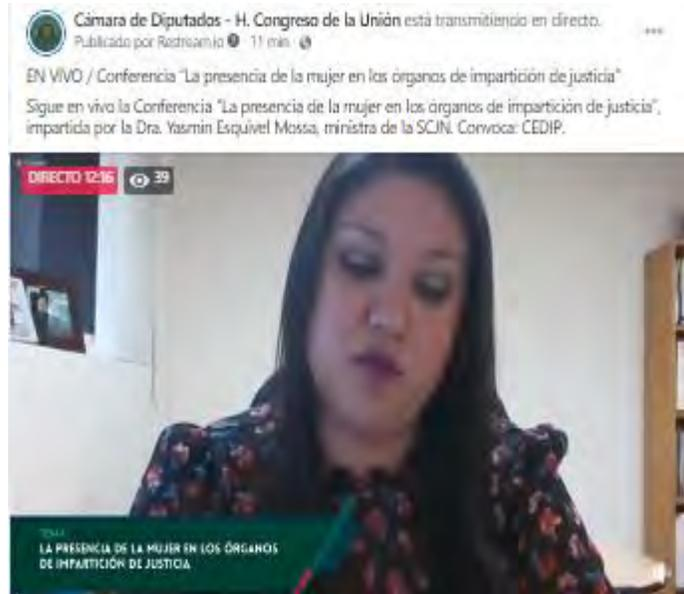 Cámara de Diputados - H. Congreso de la Unión está transmitiendo en directo.
Publicado por Restream.io · 11 min ·
EN VIVO / Conferencia "La presencia de la mujer en los órganos de impartición de justicia"
Sigue en vivo la Conferencia "La presencia de la mujer en los órganos de impartición de justicia",
impartida por la Dra. Yasmin Esquivel Mossa, ministra de la SCJN. Convoca: CEDIP.
DIRECTO 12:16 39
TEMA
LA PRESENCIA DE LA MUJER EN LOS ÓRGANOS
DE IMPARTICIÓN DE JUSTICIA